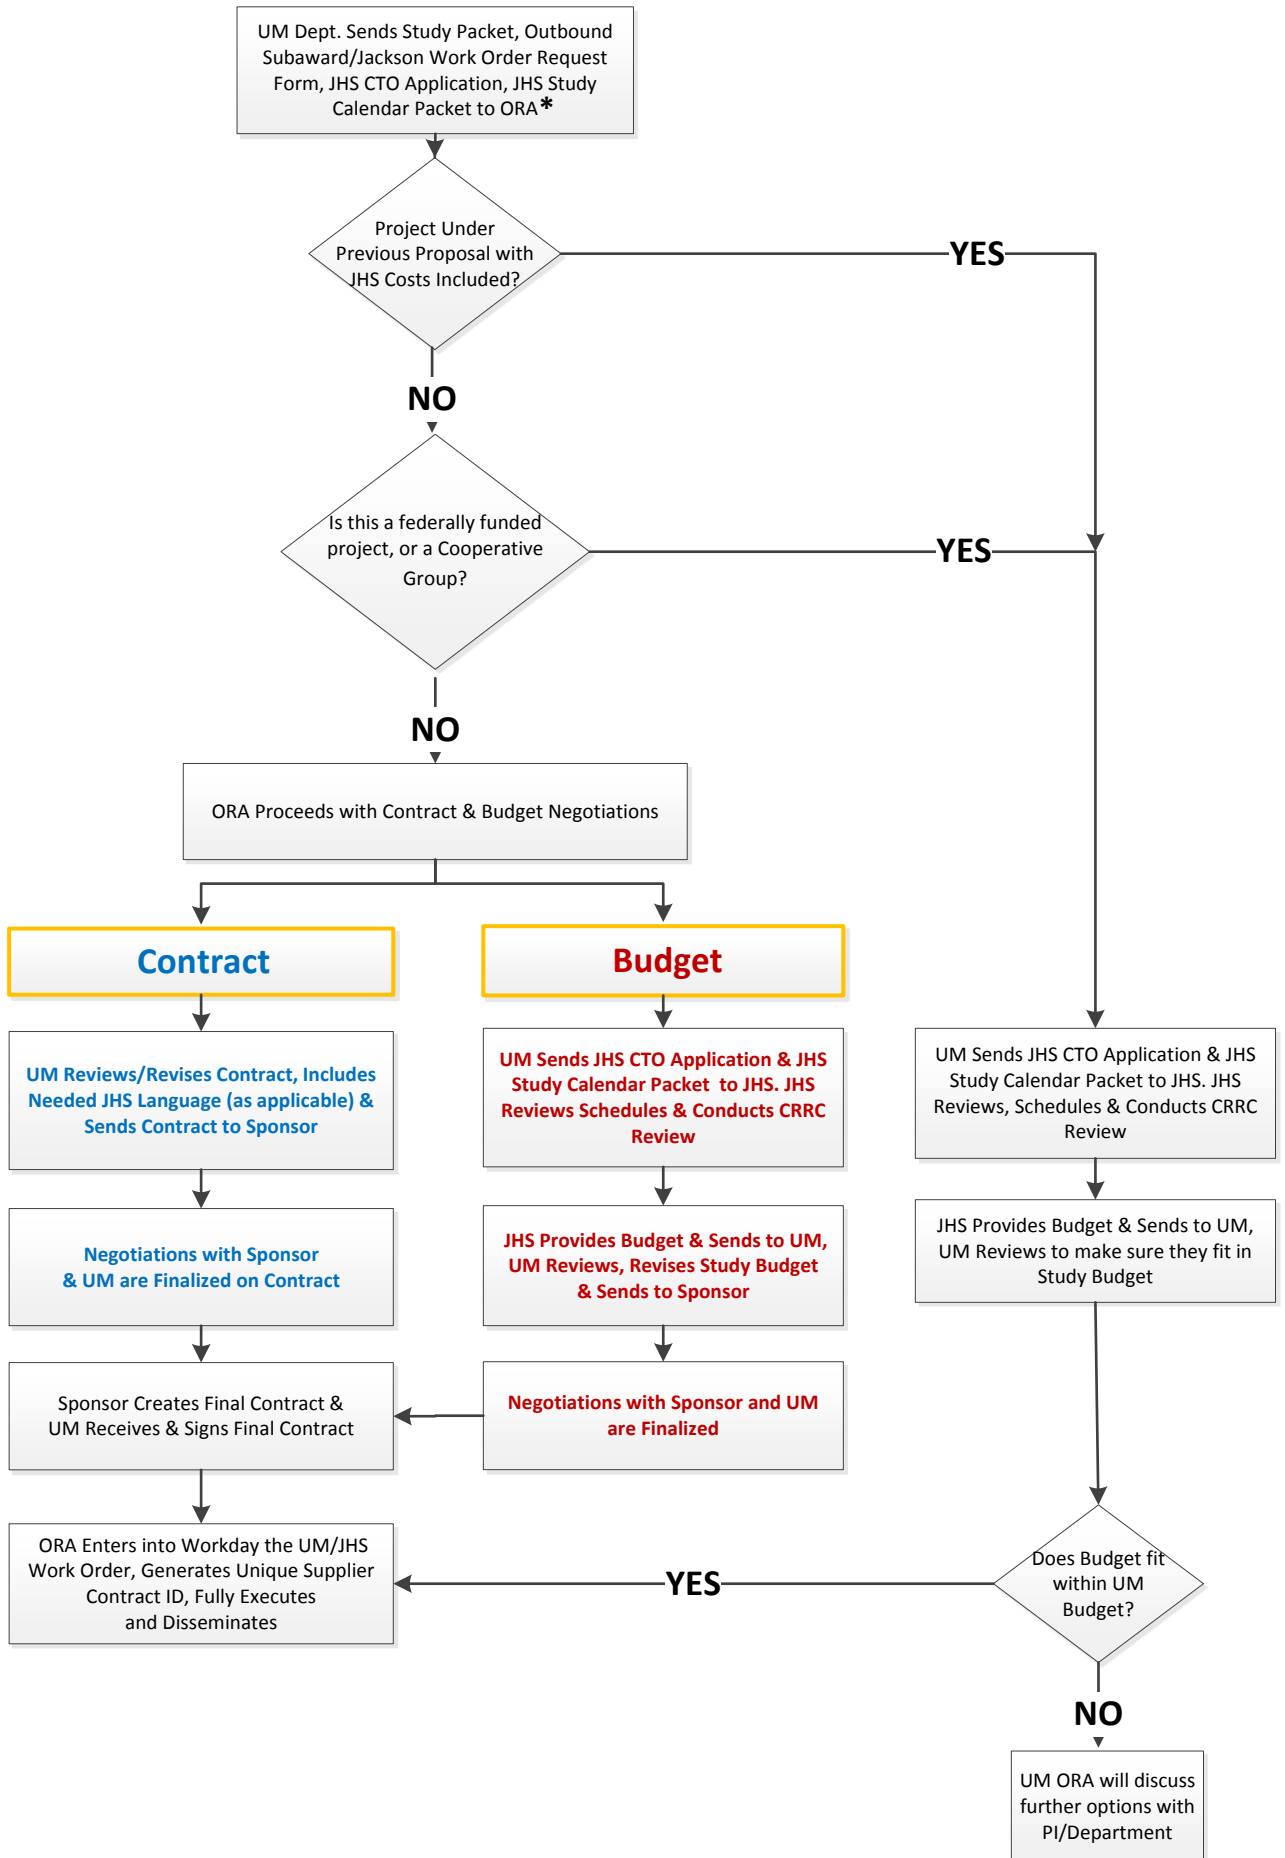 UM Dept. Sends Study Packet, Outbound
Subaward/Jackson Work Order Request
Form, JHS CTO Application, JHS Study
Calendar Packet to ORA*
Project Under
Previous Proposal with
JHS Costs Included?
YES
NO
Is this a federally funded
project, or a Cooperative
Group?
YES
NO
ORA Proceeds with Contract & Budget Negotiations
Contract
Budget
UM Reviews/Revises Contract, Includes
Needed JHS Language (as applicable) &
Sends Contract to Sponsor
UM Sends JHS CTO Application & JHS
Study Calendar Packet to JHS. JHS
Reviews Schedules & Conducts CRRC
Review
UM Sends JHS CTO Application & JHS
Study Calendar Packet to JHS. JHS
Reviews, Schedules & Conducts CRRC
Review
Negotiations with Sponsor
& UM are Finalized on Contract
JHS Provides Budget & Sends to UM,
UM Reviews, Revises Study Budget
& Sends to Sponsor
JHS Provides Budget & Sends to UM,
UM Reviews to make sure they fit in
Study Budget
Sponsor Creates Final Contract &
UM Receives & Signs Final Contract
Negotiations with Sponsor and UM
are Finalized
ORA Enters into Workday the UM/JHS
Work Order, Generates Unique Supplier
Contract ID, Fully Executes
and Disseminates
YES
Does Budget fit
within UM
Budget?
NO
UM ORA will discuss
further options with
PI/Department